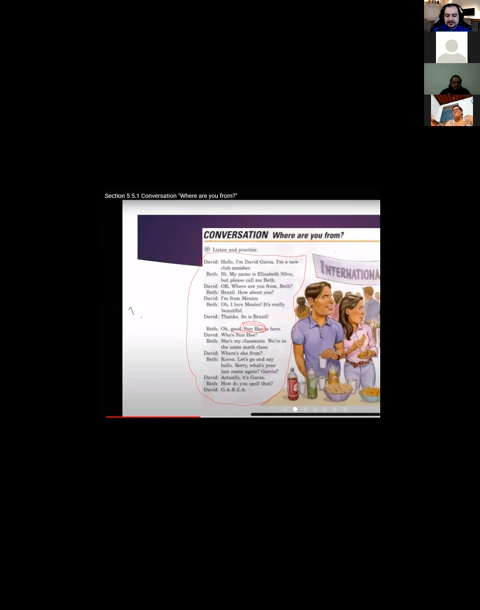 Section 5 5.1 Conversation "Where are you from?"
CONVERSATION Where are you from?
Listen and practice.
David: Hello, I'm David Garza. I'm a new
club member.
Beth: Hi. My name is Elizabeth Silva,
but please call me Beth.
David: OK. Where are you from, Beth?
Beth: Brazil. How about you?
David: I'm from Mexico.
Beth: Oh, I love Mexico! It's really
beautiful.
David: Thanks. So is Brazil!
Beth: Oh, good. Sun Hee is here.
David: Who's Sun Hee?
Beth: She's my classmate. We're in
the same math class.
David: Where's she from?
Beth: Korea. Let's go and say
hello. Sorry, what's your
last name again? Garcia?
David: Actually, it's Garza.
Beth: How do you spell that?
David: G-A-R-Z-A.
INTERNATIONA